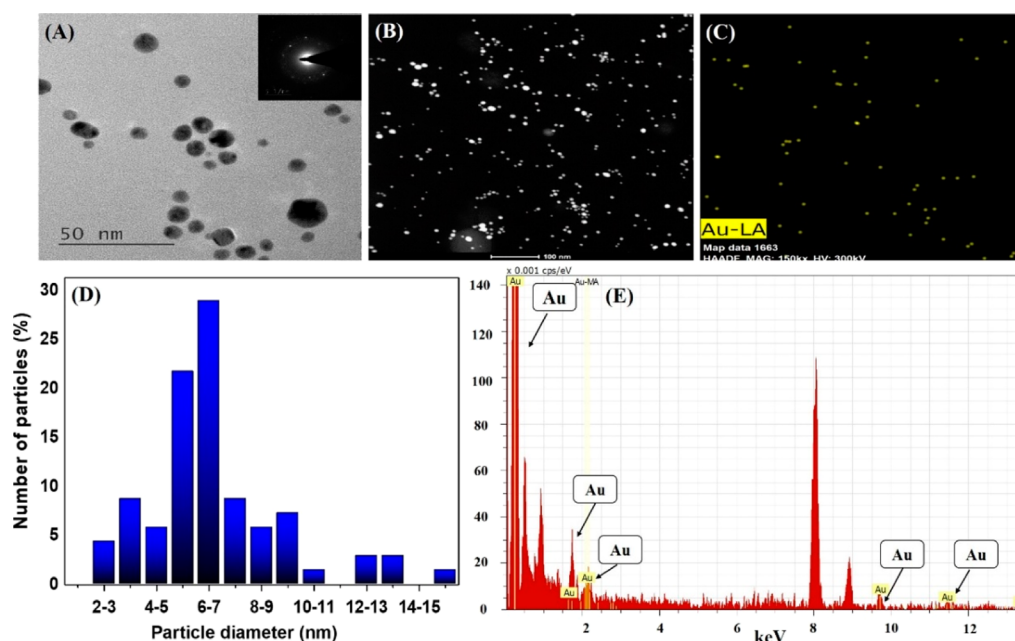 (A)
50 nm
(B)
100 nm
(C)
Au-LA
Map data 1663
HAADF MAG: 150kx HV: 300kV
(D)
30
25
20
15
10
5
0
Number of particles (%)
2-3 4-5 6-7 8-9 10-11 12-13 14-15
Particle diameter (nm)
x 0.001 cps/eV
(E)
Au
Au-MA
Au
Au
Au
Au
Au
Au
Au
Au
Au
140
120
100
80
60
40
20
0
2 4 6 8 10 12
keV